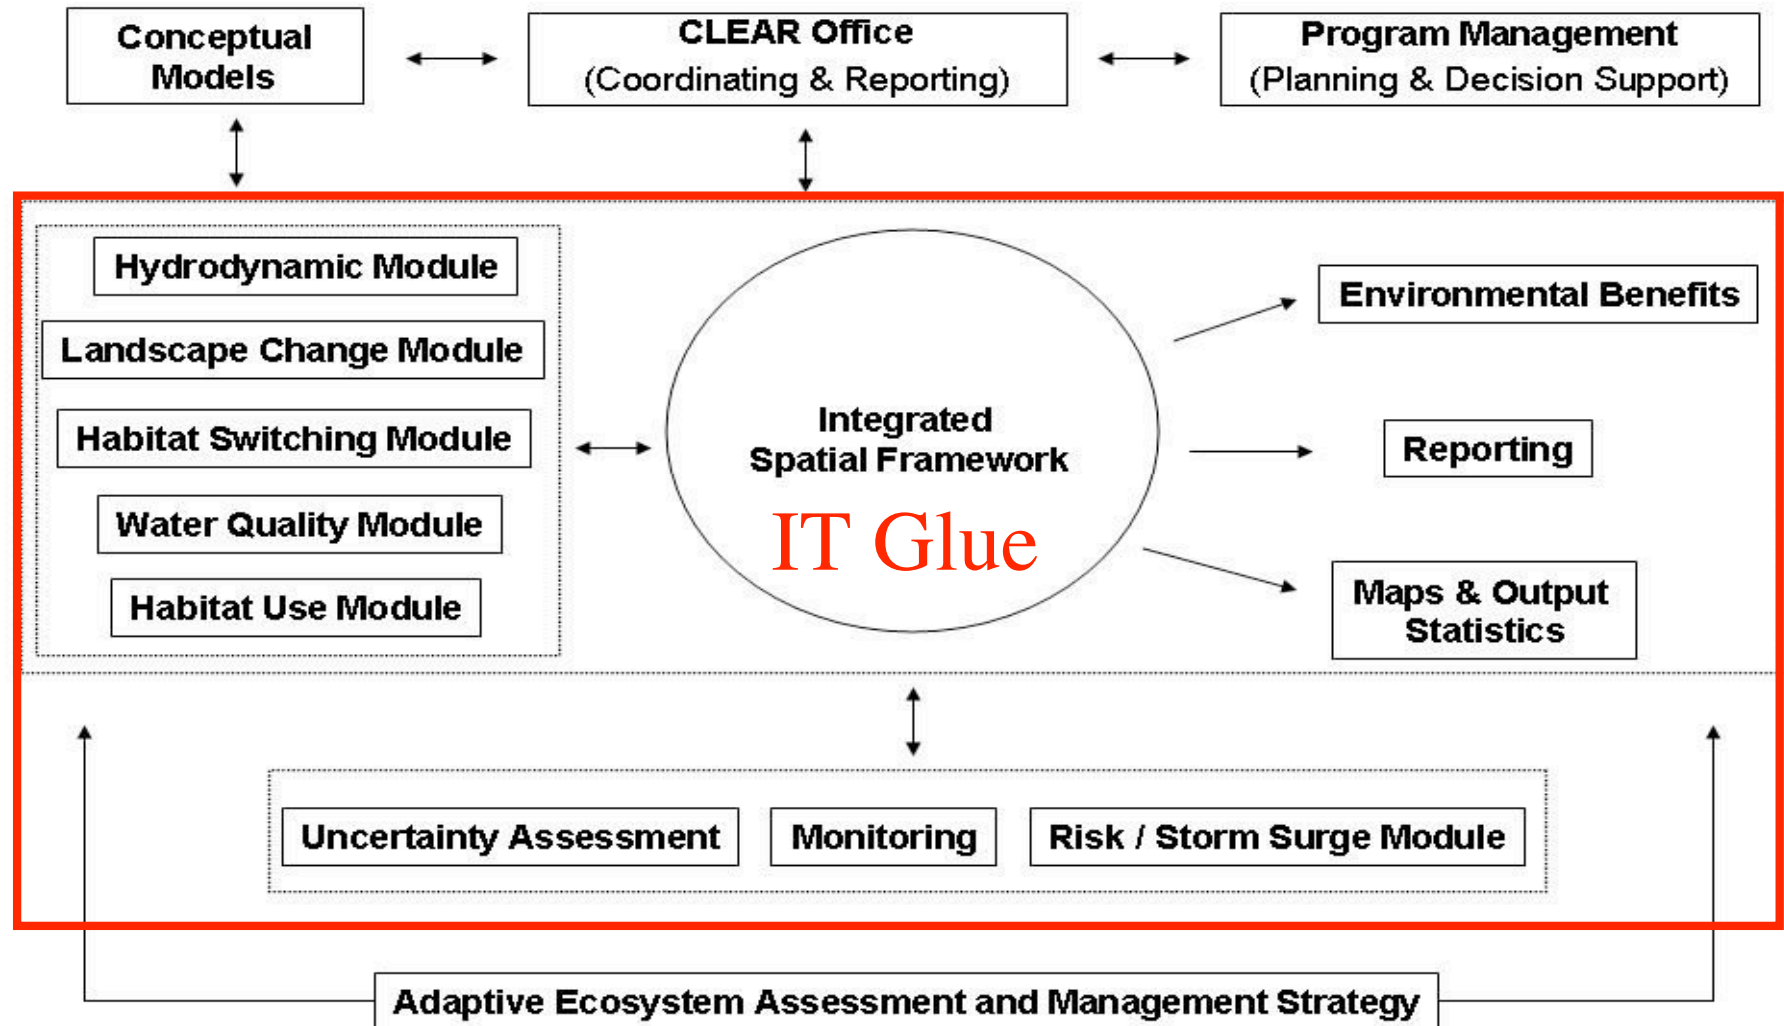 Conceptual
Models
CLEAR Office
(Coordinating & Reporting)
Program Management
(Planning & Decision Support)
Hydrodynamic Module
Landscape Change Module
Habitat Switching Module
Water Quality Module
Habitat Use Module
Integrated
Spatial Framework
IT Glue
Environmental Benefits
Reporting
Maps & Output
Statistics
Uncertainty Assessment
Monitoring
Risk / Storm Surge Module
Adaptive Ecosystem Assessment and Management Strategy